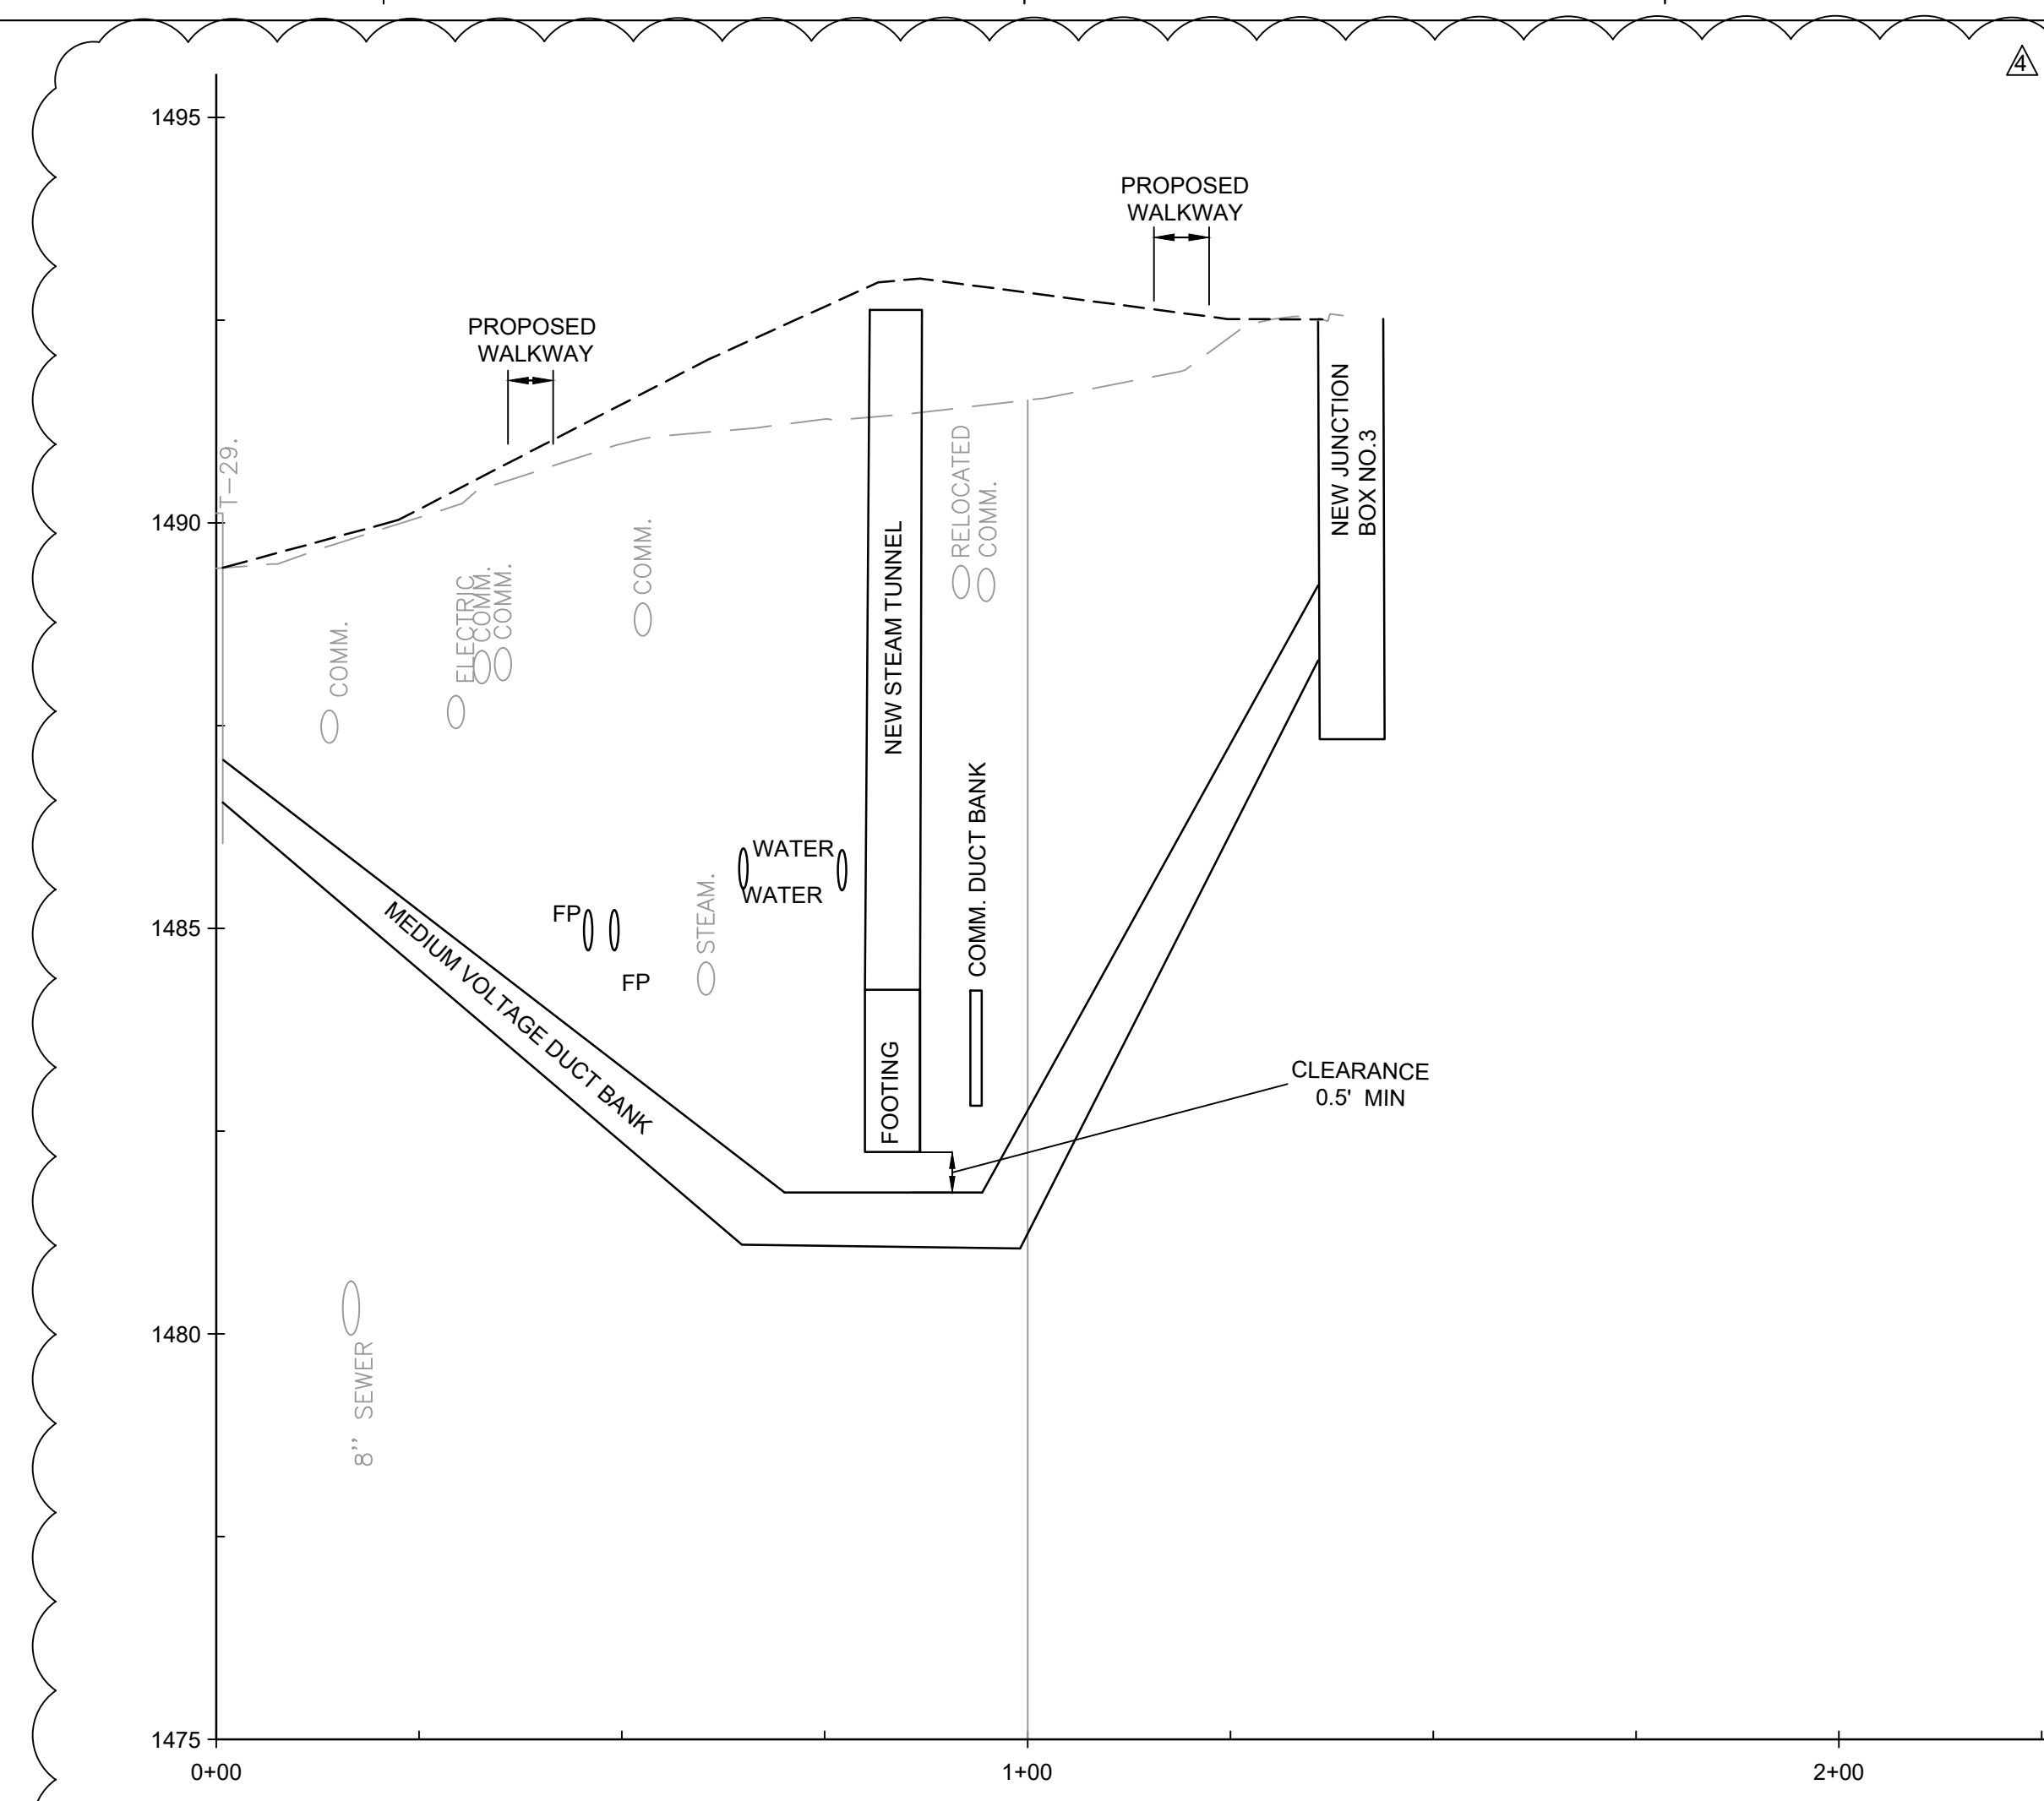 4
1495
PROPOSED
WALKWAY
PROPOSED
WALKWAY
T-29.
1490
COMM.
ELECTRIC
COMM.
COMM.
COMM.
NEW STEAM TUNNEL
RELOCATED
COMM.
NEW JUNCTION
BOX NO.3
WATER
WATER
COMM. DUCT BANK
1485
FP
FP
STEAM.
MEDIUM VOLTAGE DUCT BANK
FOOTING
CLEARANCE
0.5' MIN
1480
8'' SEWER
1475
0+00
1+00
2+00